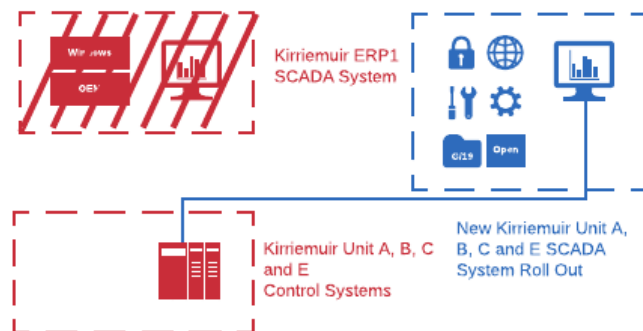 Windows
OEM
Kirriemuir ERP1
SCADA System
G/19
Open
Kirriemuir Unit A, B, C
and E
Control Systems
New Kirriemuir Unit A,
B, C and E SCADA
System Roll Out